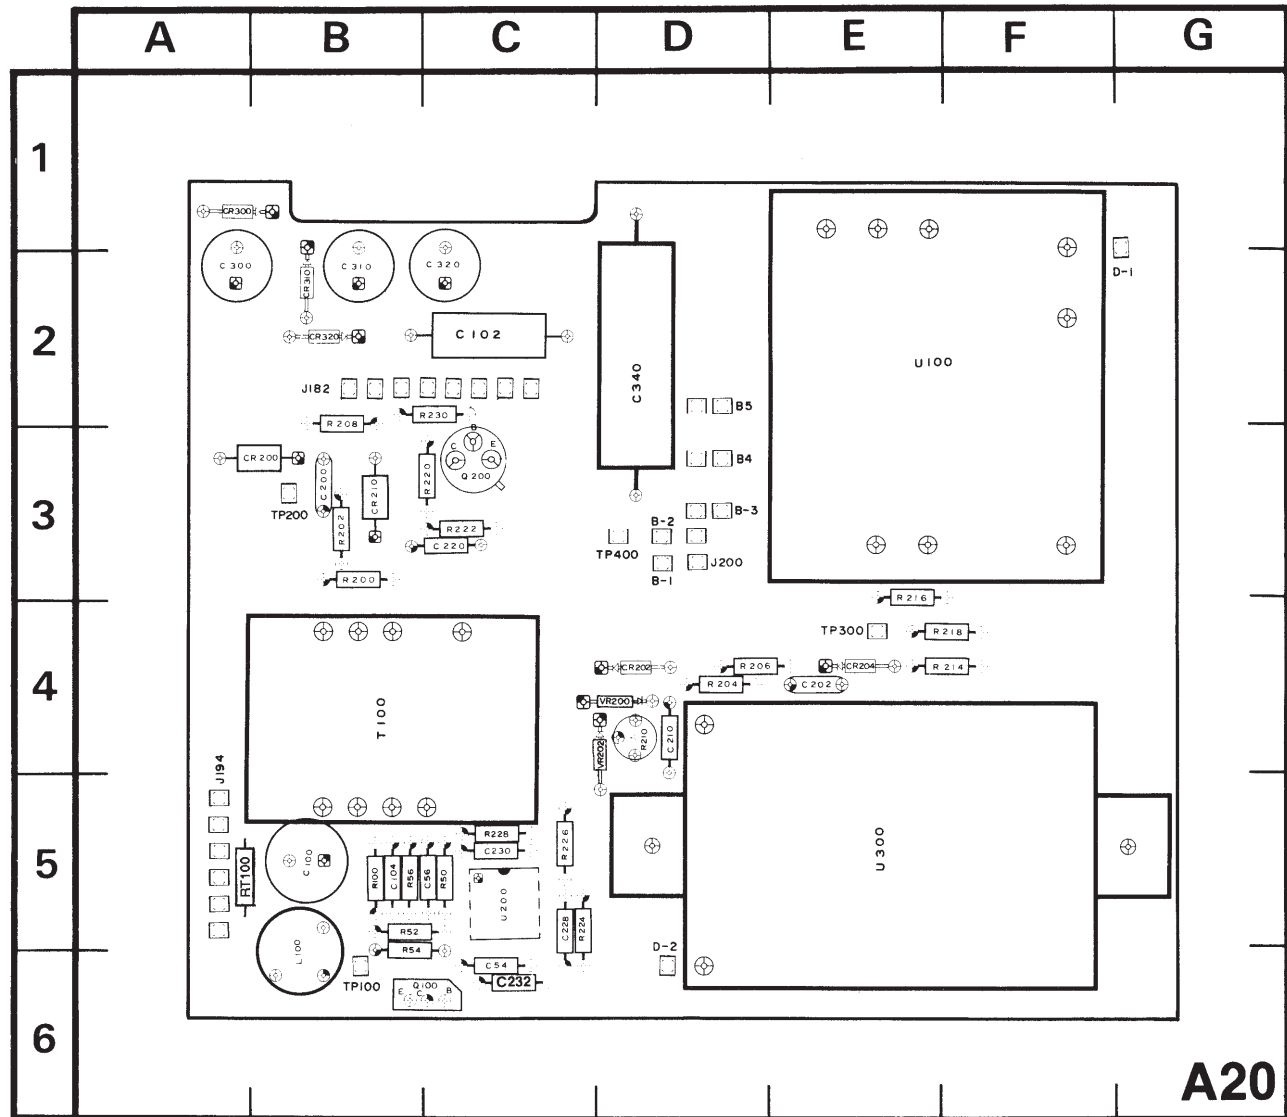 A B C D E F G
1
CR300
C300
C310
C320
CR310
D-1
2
CR320
C102
C340
U100
J182
B5
R230
R208
B
C
E
Q200
CR200
C200
CR210
R220
B4
3
TP200
R202
B-3
R222
B-2
C220
TP400
J200
B-1
R200
R216
TP300
R218
4
CR202
R206
CR204
R214
R204
C202
T100
VR200
VR202
R210
C210
J194
R228
C230
R226
5
RT100
C100
R100
C104
R56
C56
R50
U200
U300
C228
R224
R52
R54
D-2
L100
C54
TP100
Q100
E
C
B
C232
6
A20